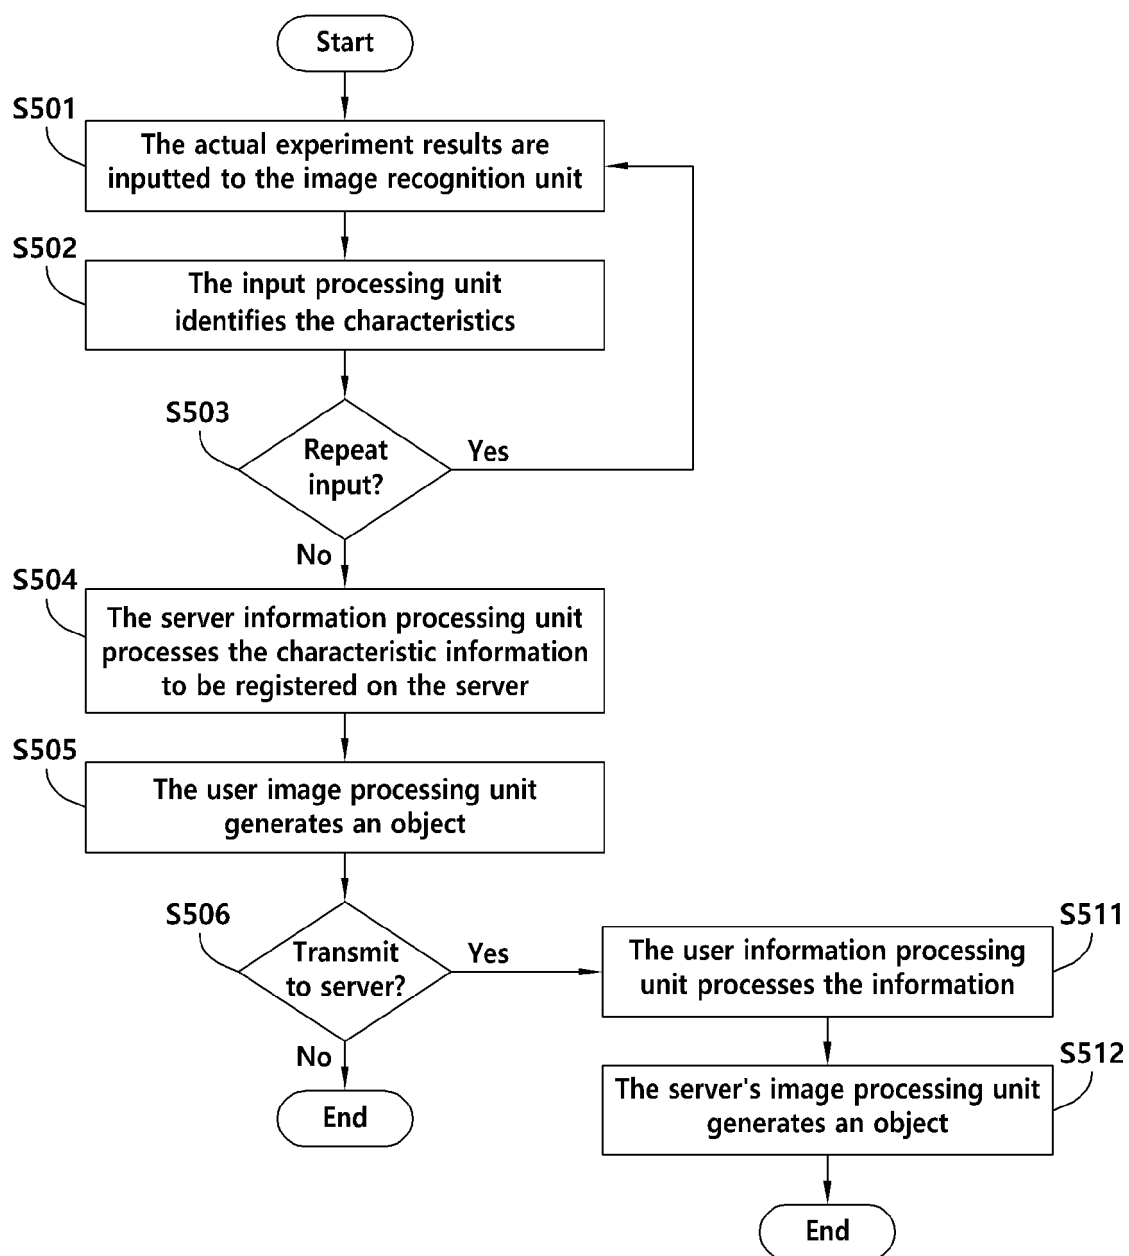 Start
S501
The actual experiment results are
inputted to the image recognition unit
S502
The input processing unit
identifies the characteristics
S503
Repeat
input?
Yes
No
S504
The server information processing unit
processes the characteristic information
to be registered on the server
S505
The user image processing unit
generates an object
S506
Transmit
to server?
Yes
No
End
S511
The user information processing
unit processes the information
S512
The server's image processing unit
generates an object
End